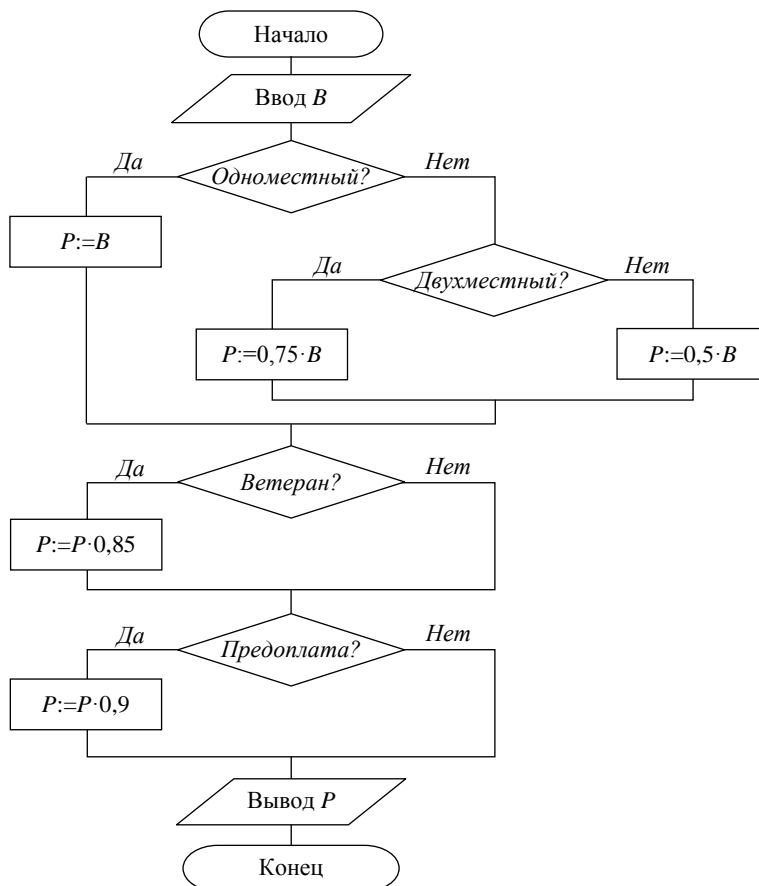 Начало
Ввод B
Да
Нет
Одноместный?
P:=B
Да
Нет
Двухместный?
P:=0,75·B
P:=0,5·B
Да
Нет
Ветеран?
P:=P·0,85
Да
Нет
Предоплата?
P:=P·0,9
Вывод P
Конец